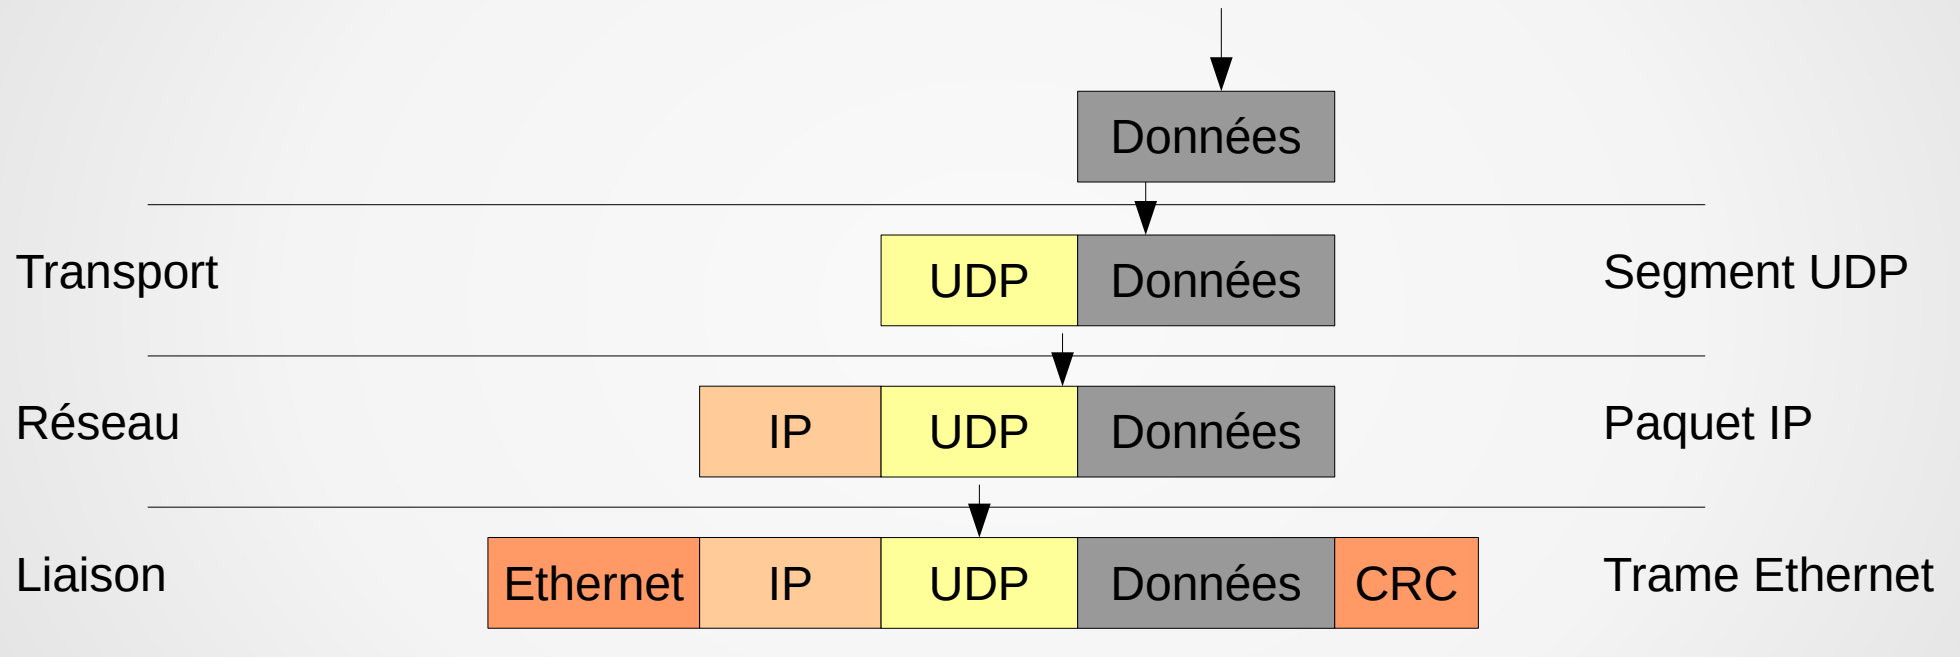 Données
Transport UDP Données Segment UDP
Réseau IP UDP Données Paquet IP
Liaison Ethernet IP UDP Données CRC Trame Ethernet